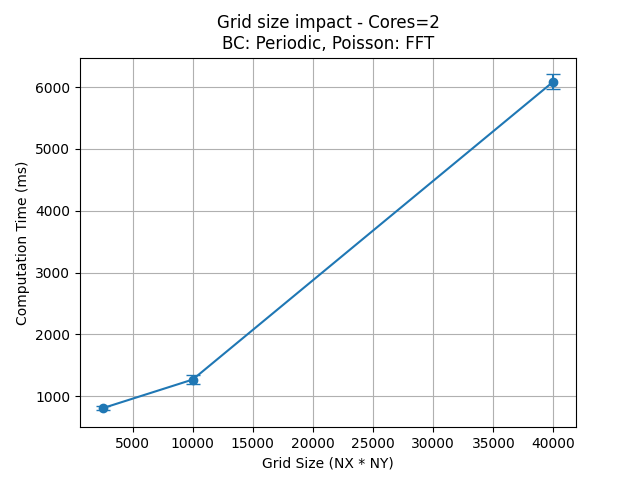 Grid size impact - Cores=2
BC: Periodic, Poisson: FFT
6000
5000
4000
3000
2000
1000
Computation Time (ms)
5000 10000 15000 20000 25000 30000 35000 40000
Grid Size (NX * NY)